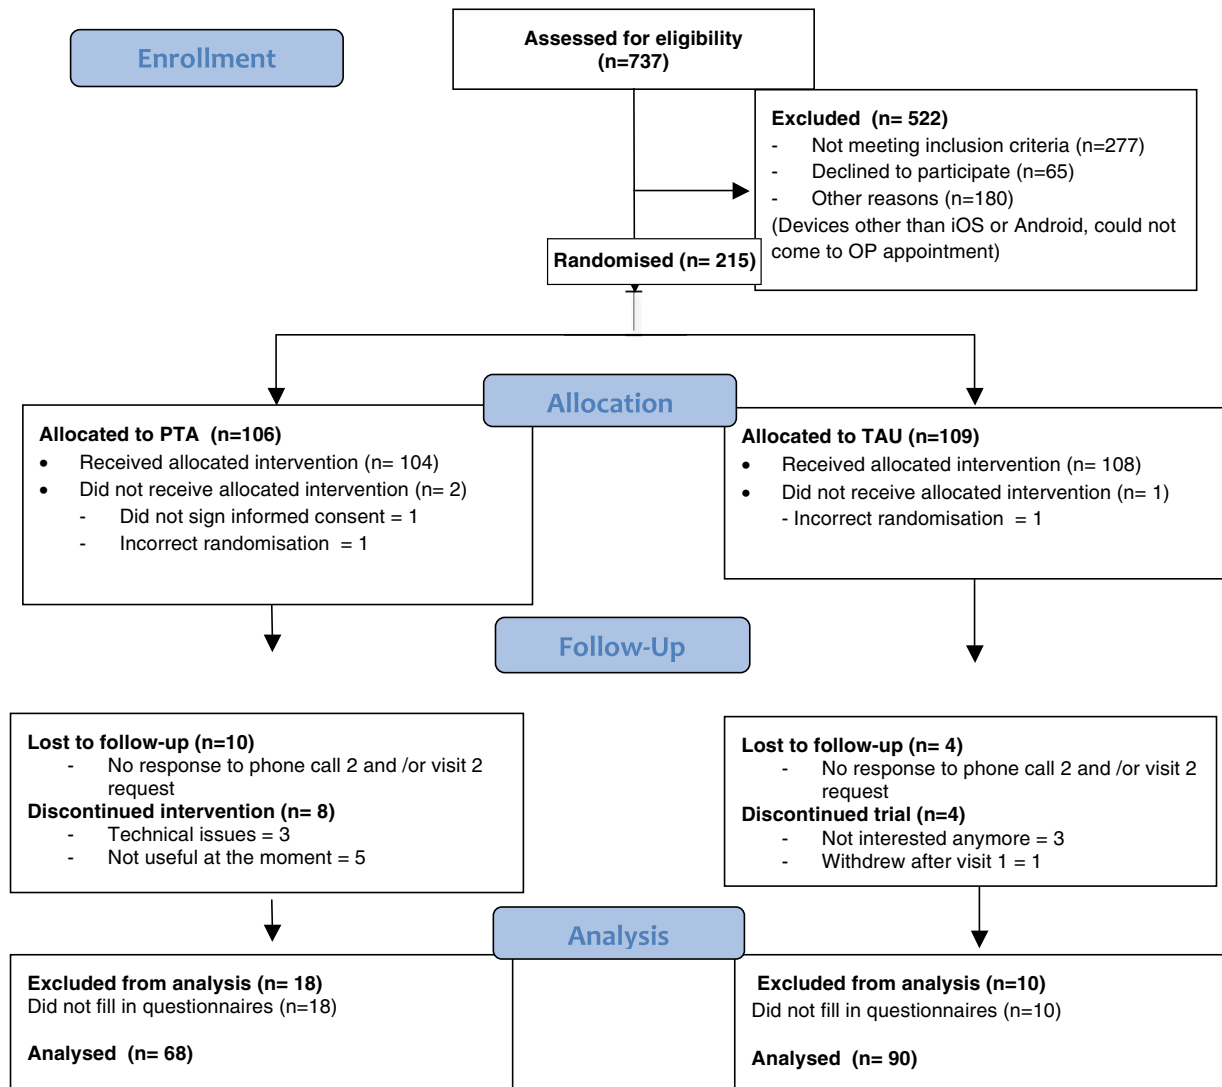 Enrollment
Assessed for eligibility
(n=737)
Excluded (n= 522)
- Not meeting inclusion criteria (n=277)
- Declined to participate (n=65)
- Other reasons (n=180)
(Devices other than iOS or Android, could not
come to OP appointment)
Randomised (n= 215)
Allocation
Allocated to PTA (n=106)
• Received allocated intervention (n= 104)
• Did not receive allocated intervention (n= 2)
- Did not sign informed consent = 1
- Incorrect randomisation = 1
Allocated to TAU (n=109)
• Received allocated intervention (n= 108)
• Did not receive allocated intervention (n= 1)
- Incorrect randomisation = 1
Follow-Up
Lost to follow-up (n=10)
- No response to phone call 2 and /or visit 2
request
Discontinued intervention (n= 8)
- Technical issues = 3
- Not useful at the moment = 5
Lost to follow-up (n= 4)
- No response to phone call 2 and /or visit 2
request
Discontinued trial (n=4)
- Not interested anymore = 3
- Withdrew after visit 1 = 1
Analysis
Excluded from analysis (n= 18)
Did not fill in questionnaires (n=18)
Analysed (n= 68)
Excluded from analysis (n=10)
Did not fill in questionnaires (n=10)
Analysed (n= 90)